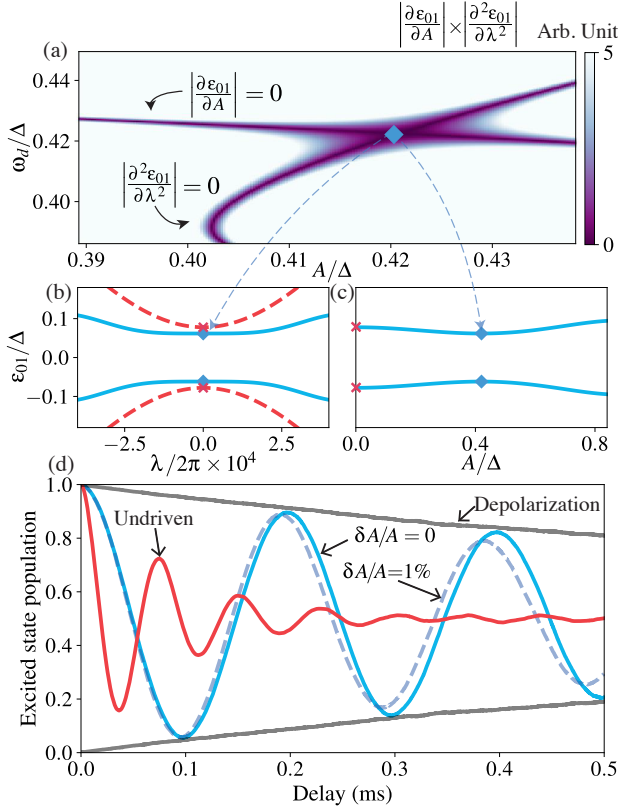 |∂ε₀₁/∂A| × |∂²ε₀₁/∂λ²| Arb. Unit
(a)
5
0
0.44
0.42
0.40
ω_d/Δ
|∂ε₀₁/∂A| = 0
|∂²ε₀₁/∂λ²| = 0
0.39 0.40 0.41 0.42 0.43
A/Δ
(b) (c)
0.1
0.0
−0.1
ε₀₁/Δ
−2.5 0.0 2.5
λ/2π × 10⁴
0.0 0.4 0.8
A/Δ
(d)
1.0
0.8
0.6
0.4
0.2
0.0
Excited state population
Undriven
Depolarization
δA/A = 0
δA/A=1%
0.0 0.1 0.2 0.3 0.4 0.5
Delay (ms)